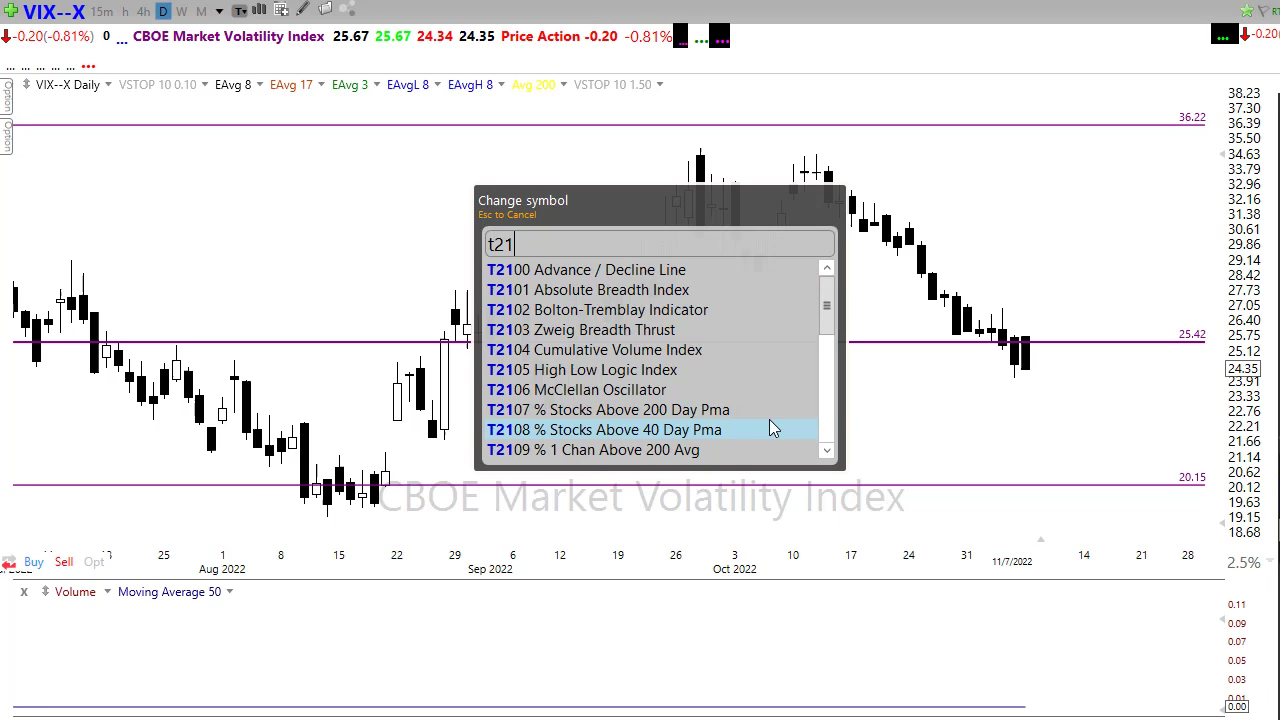 VIX--X 15m h 4h D W M T
-0.20(-0.81%) 0 ... CBOE Market Volatility Index 25.67 25.67 24.34 24.35 Price Action -0.20 -0.81% ... ... ... ... -0.20
... ... ... ... ... ...
Option
Option
VIX--X Daily VSTOP 10 0.10 EAvg 8 EAvg 17 EAvg 3 EAvgL 8 EAvgH 8 Avg 200 VSTOP 10 1.50
38.23
37.30
36.22
36.39
35.50
34.63
33.79
32.96
32.16
31.38
30.61
29.86
29.14
28.42
27.73
27.05
26.40
25.42
25.75
25.12
24.35
23.91
23.32
22.76
22.21
21.66
21.14
20.62
20.15
20.12
19.63
19.15
18.68
Change symbol
Esc to Cancel
t21
T2100 Advance / Decline Line
T2101 Absolute Breadth Index
T2102 Bolton-Tremblay Indicator
T2103 Zweig Breadth Thrust
T2104 Cumulative Volume Index
T2105 High Low Logic Index
T2106 McClellan Oscillator
T2107 % Stocks Above 200 Day Pma
T2108 % Stocks Above 40 Day Pma
T2109 % 1 Chan Above 200 Avg
CBOE Market Volatility Index
25 1 8 15 22 29 6 12 19 26 3 10 17 24 31 11/7/2022 14 21 28
Buy Sell Opt
2.5%
Aug 2022 Sep 2022 Oct 2022
x Volume Moving Average 50
0.11
0.09
0.07
0.05
0.03
0.01
0.00